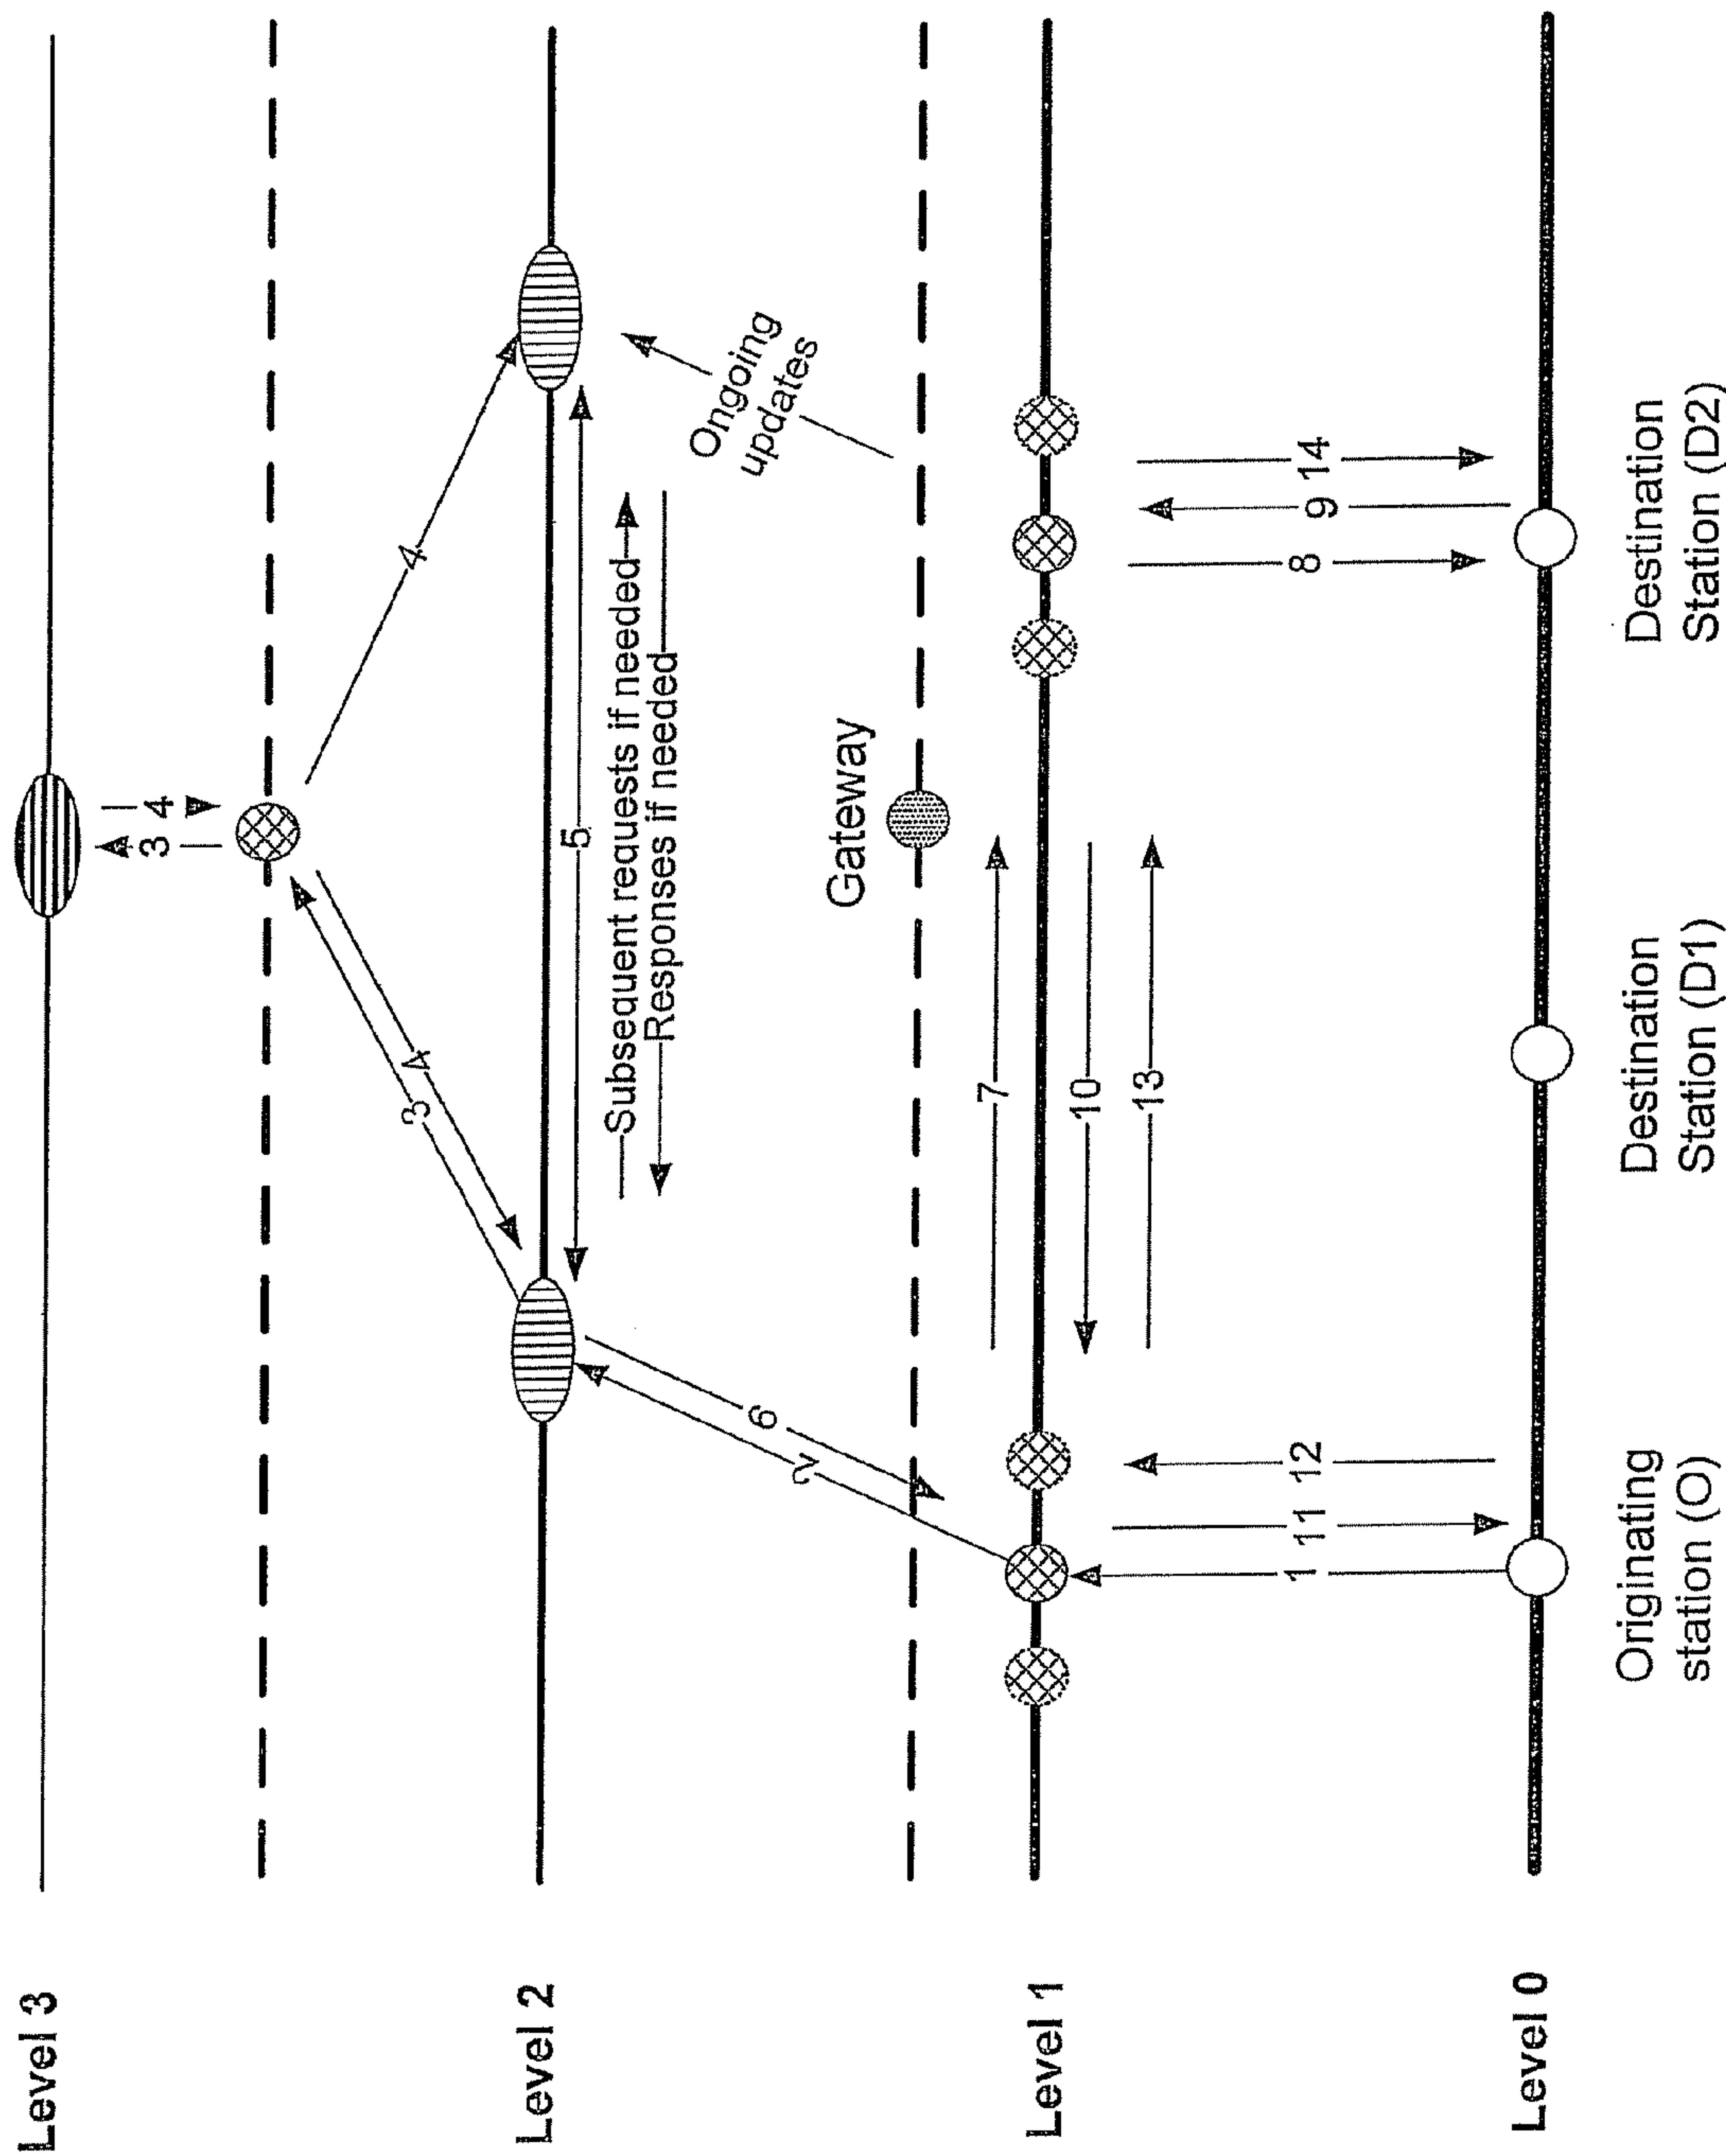 Level 3
3
4
Level 2
3
4
4
5
Subsequent requests if needed
Responses if needed
Ongoing
updates
2
6
Gateway
Level 1
7
10
13
1
11
12
8
9
14
Level 0
Originating
station (O)
Destination
Station (D1)
Destination
Station (D2)